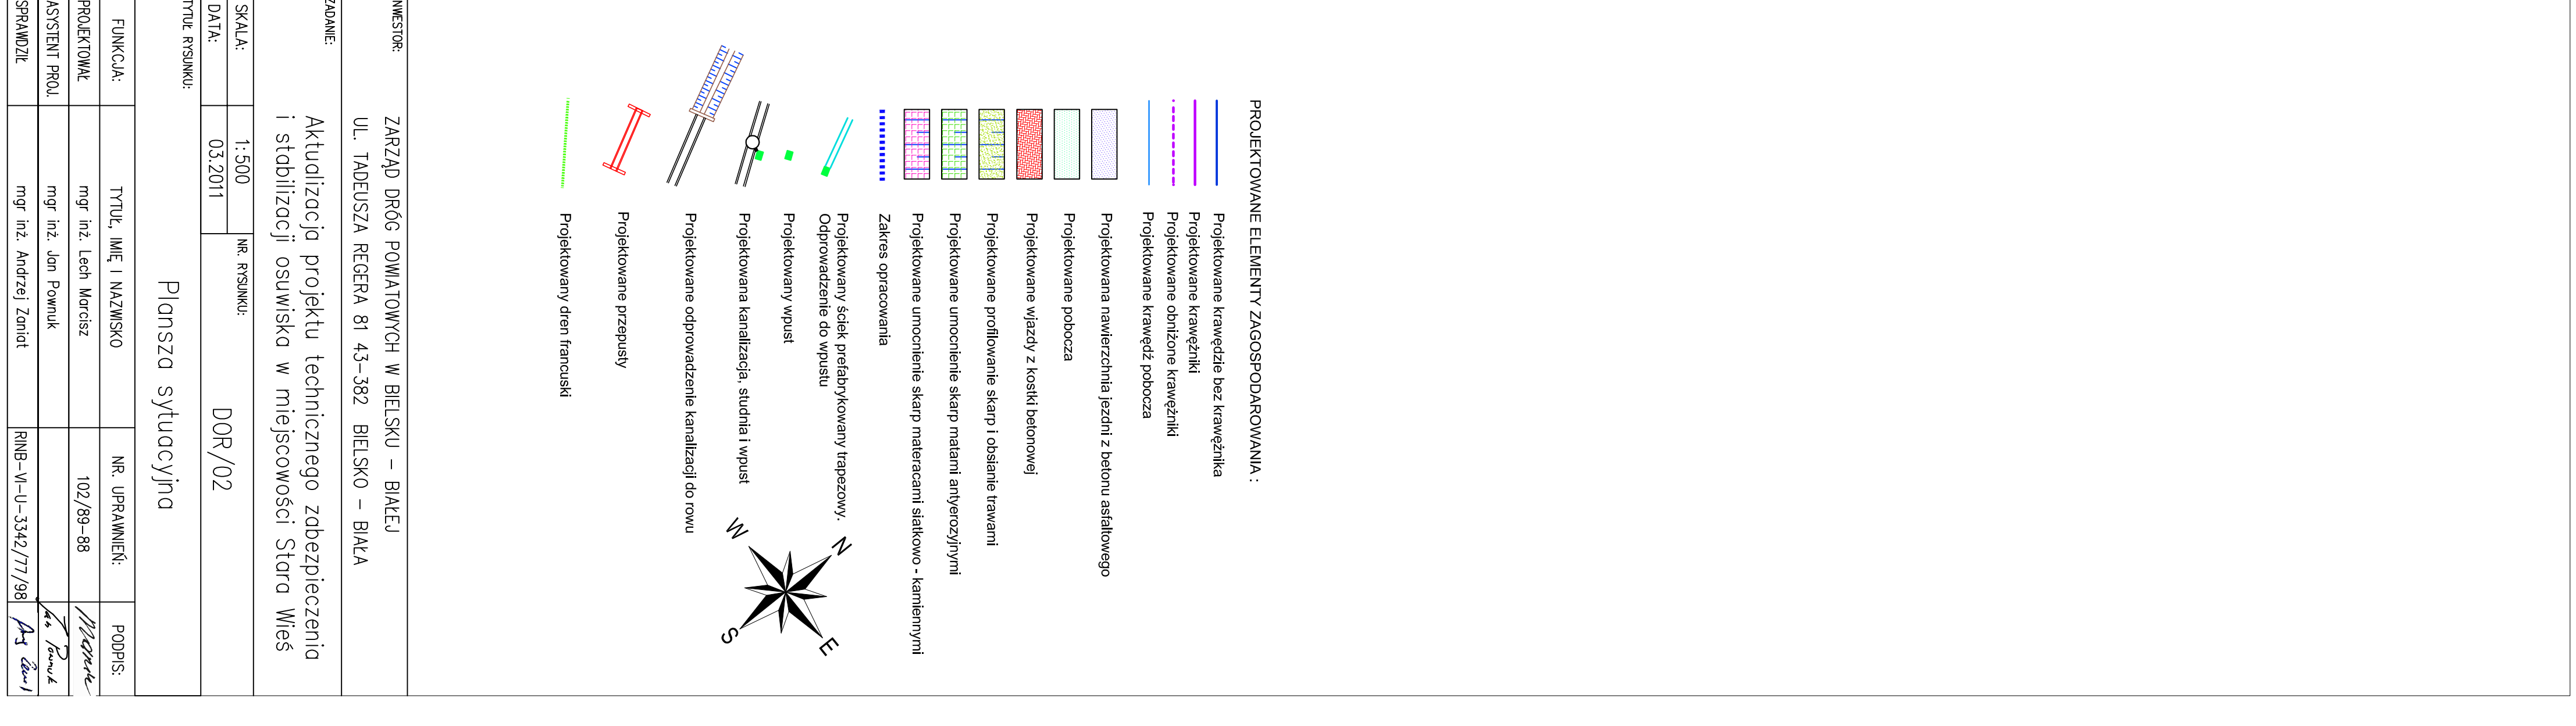 PROJEKTOWANE ELEMENTY ZAGOSPODAROWANIA :
Projektowane krawędzie bez krawężnika
Projektowane krawężniki
Projektowane obniżone krawężniki
Projektowane krawędź pobocza
Projektowana nawierzchnia jezdni z betonu asfaltowego
Projektowane pobocza
Projektowane wjazdy z kostki betonowej
Projektowane profilowanie skarp i obsianie trawami
Projektowane umocnienie skarp matami antyerozyjnymi
Projektowane umocnienie skarp materacami siatkowo - kamiennymi
Zakres opracowania
Projektowany ściek prefabrykowany trapezowy.
Odprowadzenie do wpustu
Projektowany wpust
Projektowana kanalizacja, studnia i wpust
Projektowane odprowadzenie kanalizacji do rowu
Projektowane przepusty
Projektowany dren francuski
N
E
S
W
NWESTOR:
ZARZĄD DRÓG POWIATOWYCH W BIELSKU – BIAŁEJ
UL. TADEUSZA REGERA 81 43–382 BIELSKO – BIAŁA
ZADANIE:
Aktualizacja projektu technicznego zabezpieczenia
i stabilizacji osuwiska w miejscowości Stara Wieś
SKALA: 1:500 NR. RYSUNKU:
DATA: 03.2011 DOR/02
TYTUŁ RYSUNKU:
Plansza sytuacyjna
FUNKCJA: TYTUŁ, IMIĘ I NAZWISKO NR. UPRAWNIEŃ: PODPIS:
PROJEKTOWAŁ mgr inż. Lech Marcisz 102/89–88
ASYSTENT PROJ. mgr inż. Jan Pownuk Jan Pownuk
SPRAWDZIŁ mgr inż. Andrzej Zaniat RINB–VI–U–3342/77/98